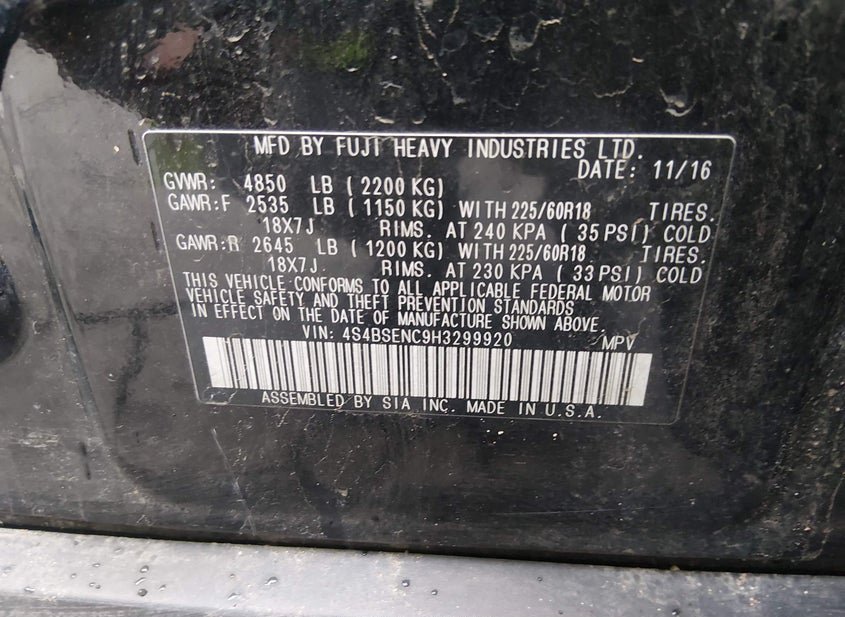 MFD BY FUJI HEAVY INDUSTRIES LTD.
DATE: 11/16
GVWR: 4850 LB ( 2200 KG)
GAWR:F 2535 LB ( 1150 KG) WITH 225/60R18 TIRES.
18X7J RIMS. AT 240 KPA ( 35 PSI) COLD
GAWR:R 2645 LB ( 1200 KG) WITH 225/60R18 TIRES.
18X7J RIMS. AT 230 KPA ( 33 PSI) COLD
THIS VEHICLE CONFORMS TO ALL APPLICABLE FEDERAL MOTOR
VEHICLE SAFETY AND THEFT PREVENTION STANDARDS
IN EFFECT ON THE DATE OF MANUFACTURE SHOWN ABOVE.
VIN: 4S4BSENC9H3299920 MPV
ASSEMBLED BY SIA INC. MADE IN U.S.A.